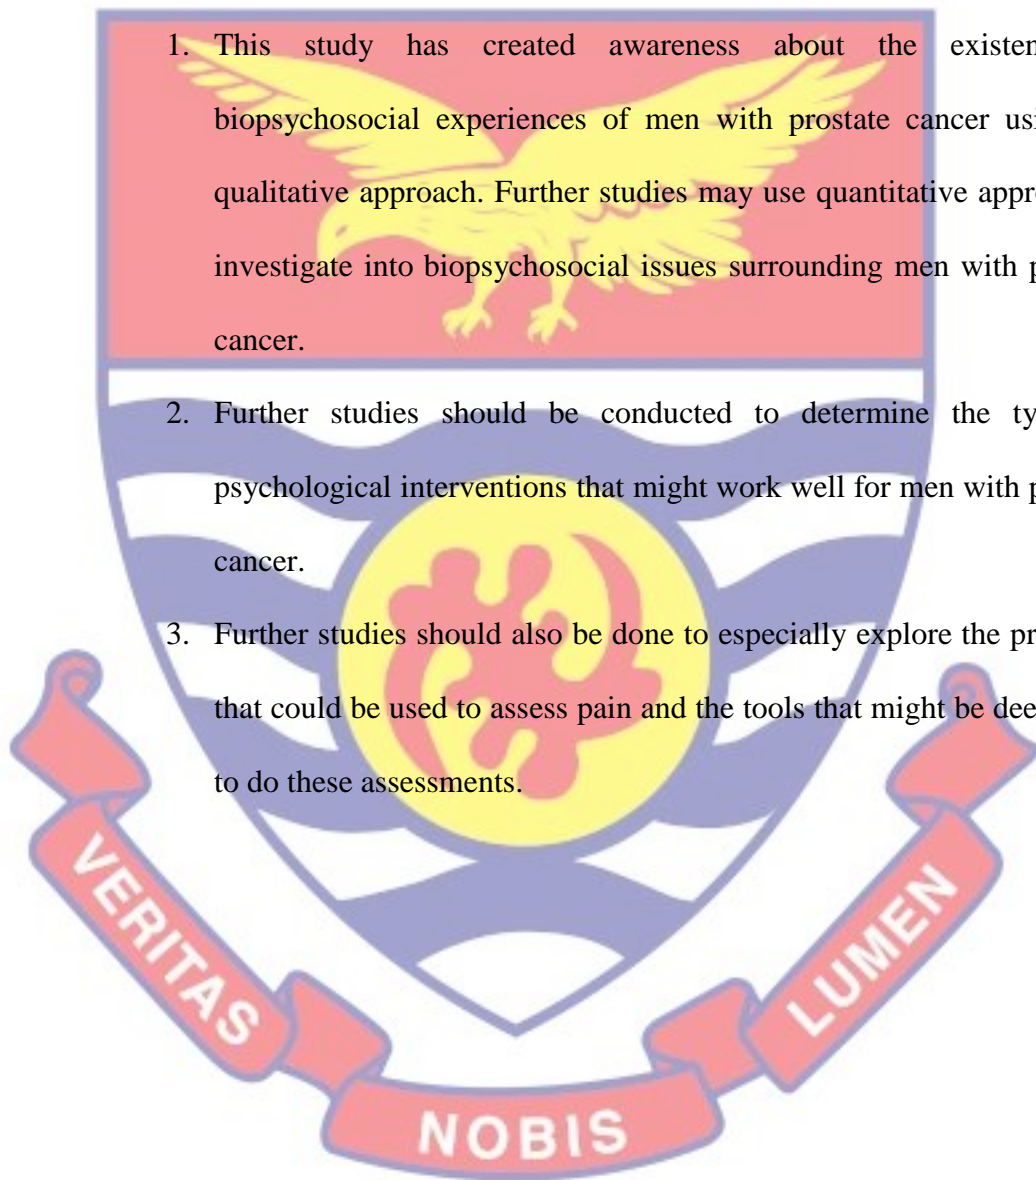 1. This study has created awareness about the existen
biopsychosocial experiences of men with prostate cancer usi
qualitative approach. Further studies may use quantitative appr
investigate into biopsychosocial issues surrounding men with p
cancer.
2. Further studies should be conducted to determine the ty
psychological interventions that might work well for men with p
cancer.
3. Further studies should also be done to especially explore the pr
that could be used to assess pain and the tools that might be dee
to do these assessments.
VERITAS
NOBIS
LUMEN